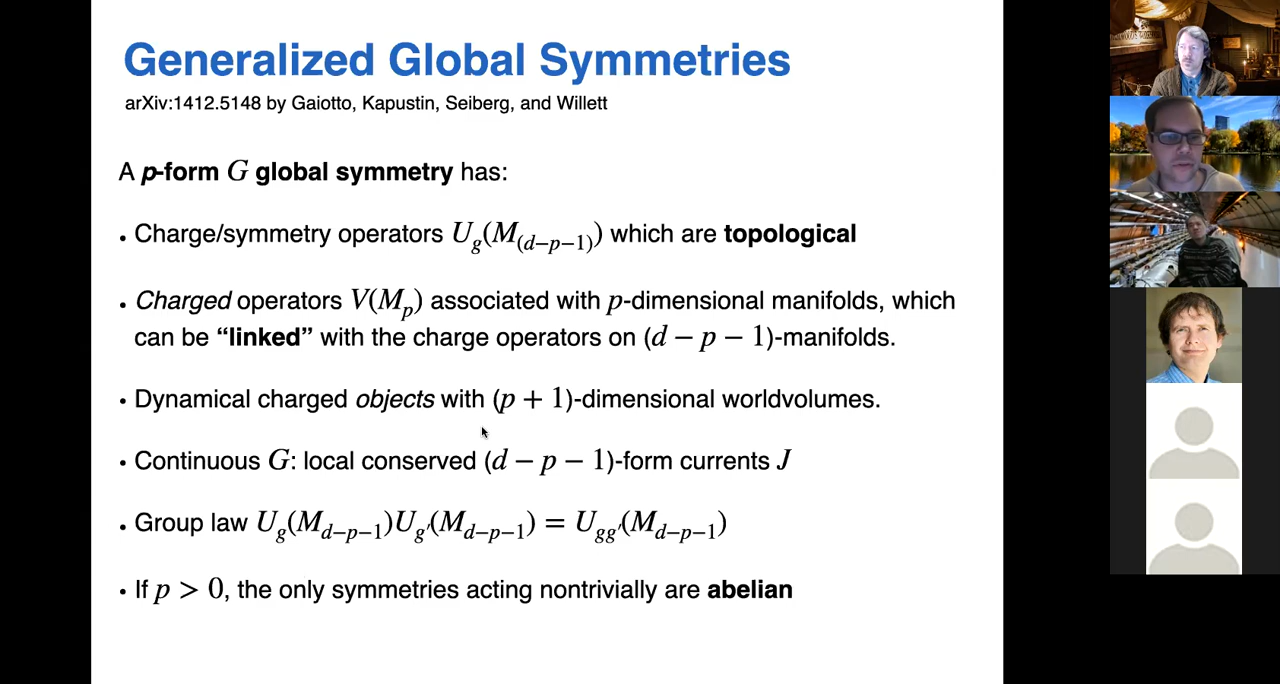 Generalized Global Symmetries
arXiv:1412.5148 by Gaiotto, Kapustin, Seiberg, and Willett
A p-form G global symmetry has:
• Charge/symmetry operators U_g(M_(d−p−1)) which are topological
• Charged operators V(M_p) associated with p-dimensional manifolds, which
can be “linked” with the charge operators on (d − p − 1)-manifolds.
• Dynamical charged objects with (p + 1)-dimensional worldvolumes.
• Continuous G: local conserved (d − p − 1)-form currents J
• Group law U_g(M_{d−p−1})U_g′(M_{d−p−1}) = U_gg′(M_{d−p−1})
• If p > 0, the only symmetries acting nontrivially are abelian